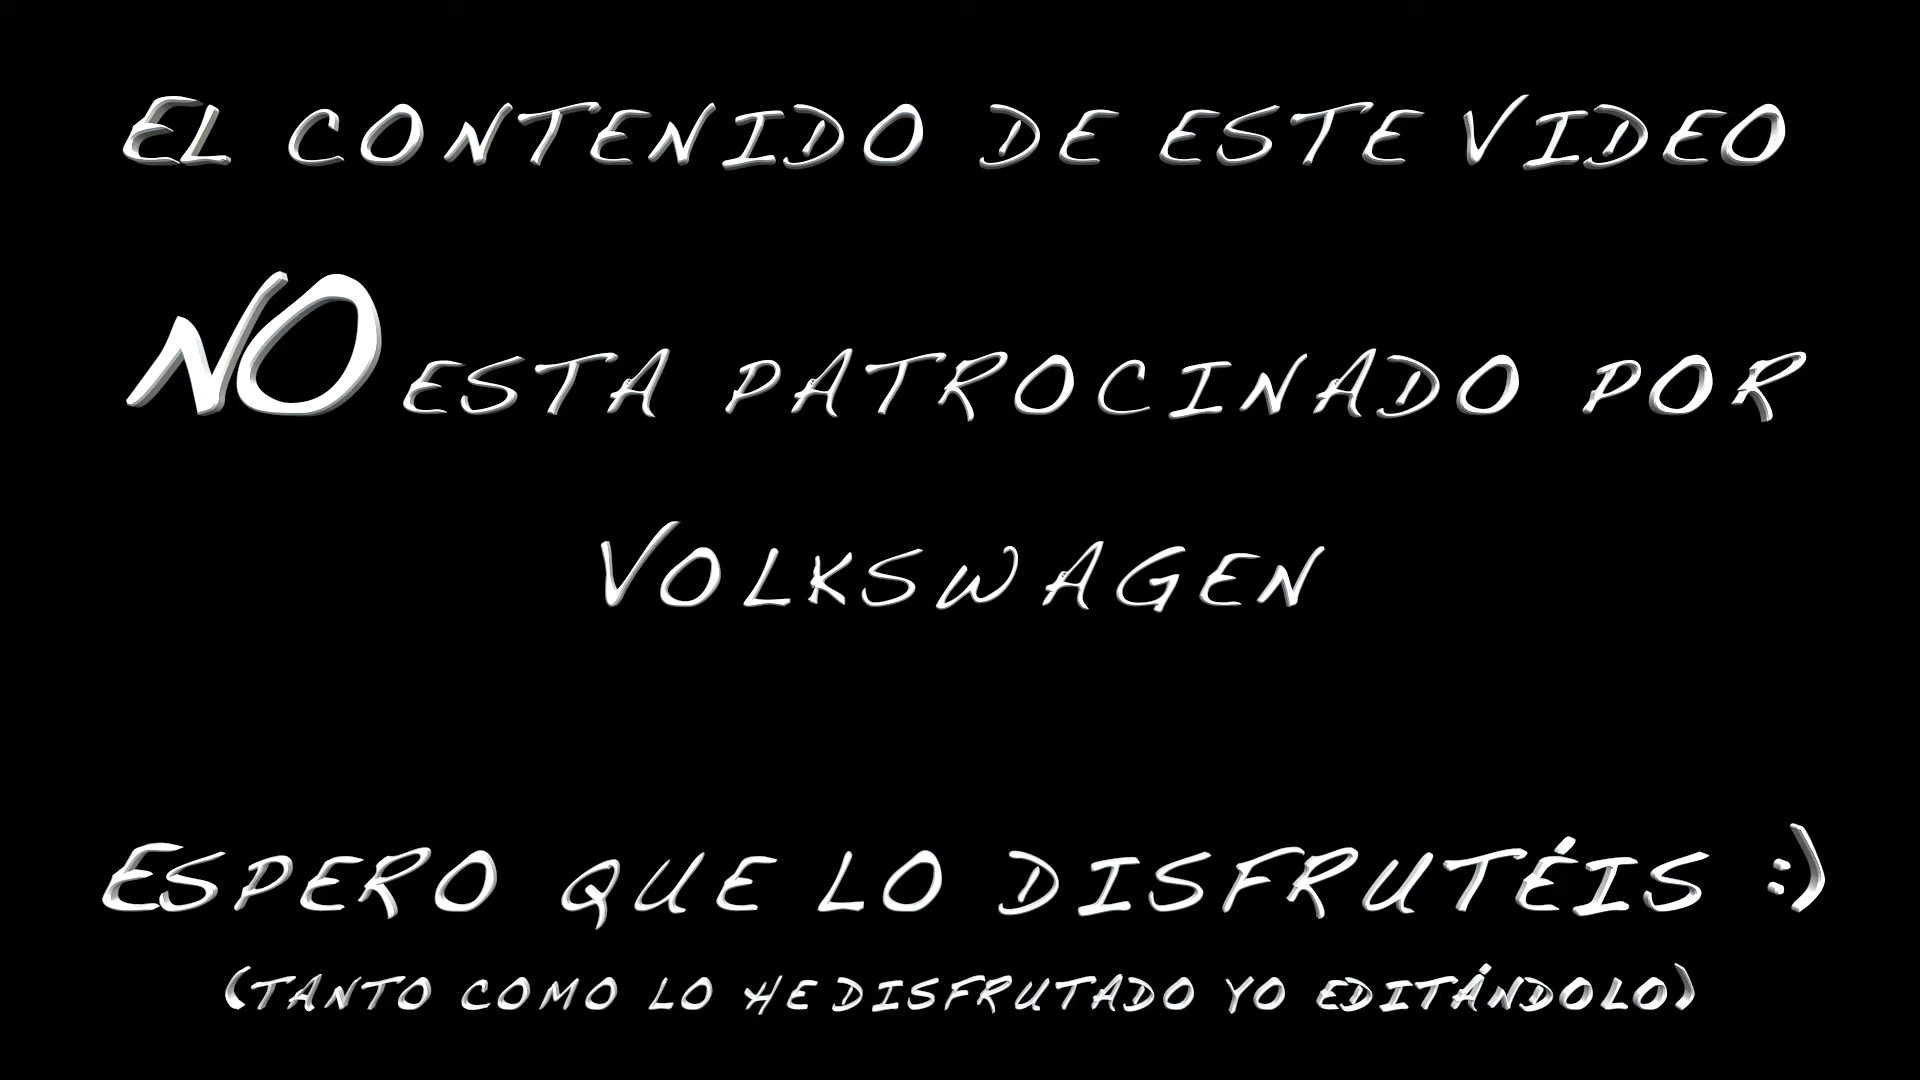 El contenido de este video
NO esta patrocinado por
Volkswagen
Espero que lo disfrutéis :)
(tanto como lo he disfrutado yo editándolo)